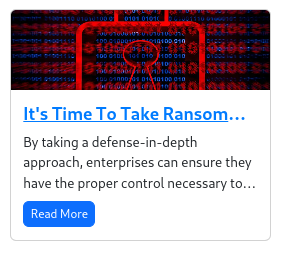 It's Time To Take Ransom...
By taking a defense-in-depth
approach, enterprises can ensure they
have the proper control necessary to...
Read More